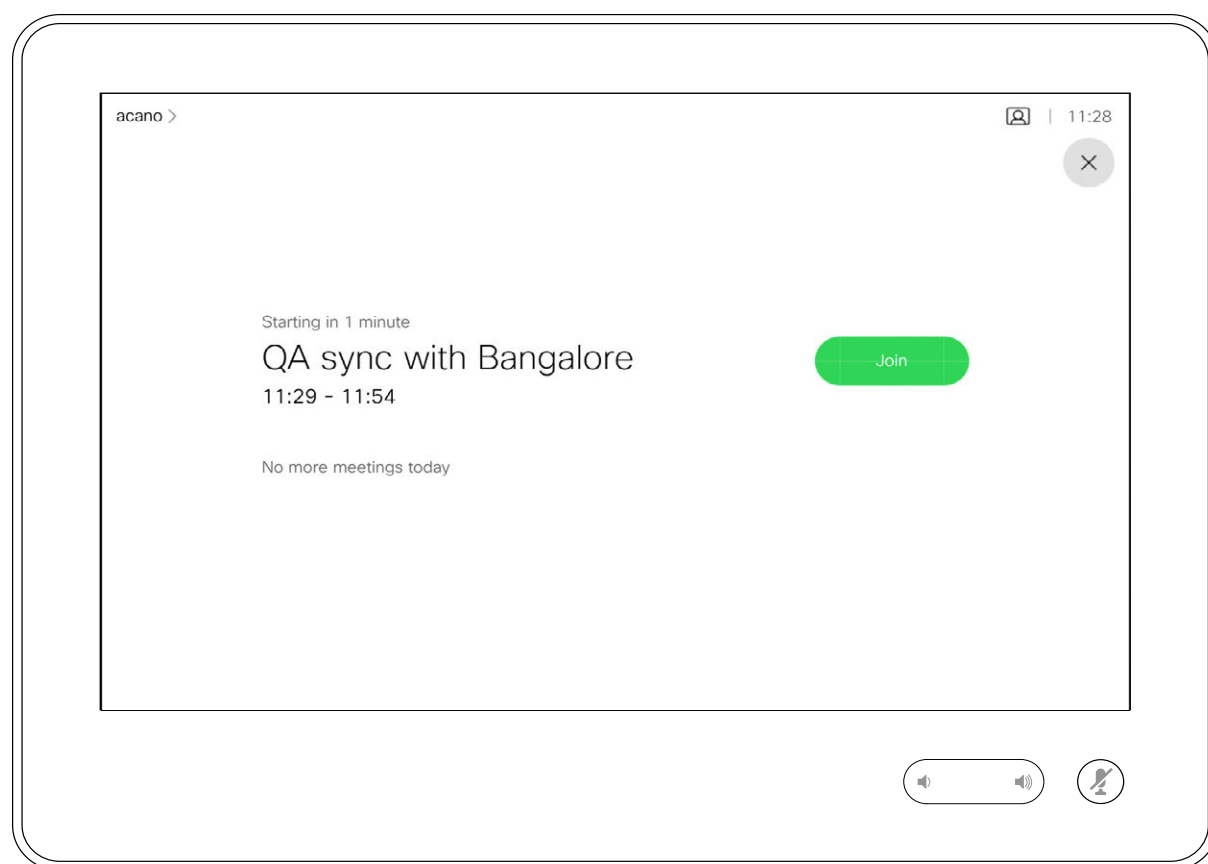 acano
11:28
Starting in 1 minute
QA sync with Bangalore
Join
11:29 - 11:54
No more meetings today